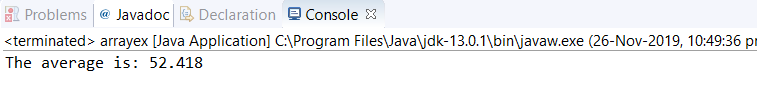 Problems @ Javadoc Declaration Console
<terminated> arrayex [Java Application] C:\Program Files\Java\jdk-13.0.1\bin\javaw.exe (26-Nov-2019, 10:49:36 p
The average is: 52.418